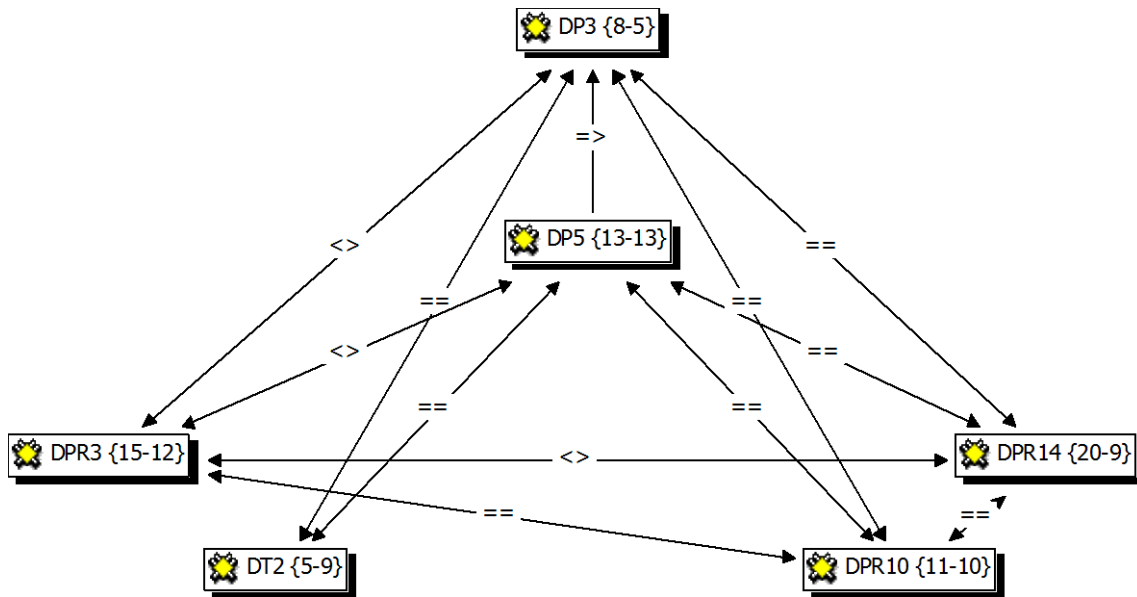 DP3 {8-5}
=>
DP5 {13-13}
<>
==
==
==
<>
==
==
==
DPR3 {15-12}
<>
DPR14 {20-9}
==
==
DT2 {5-9}
DPR10 {11-10}